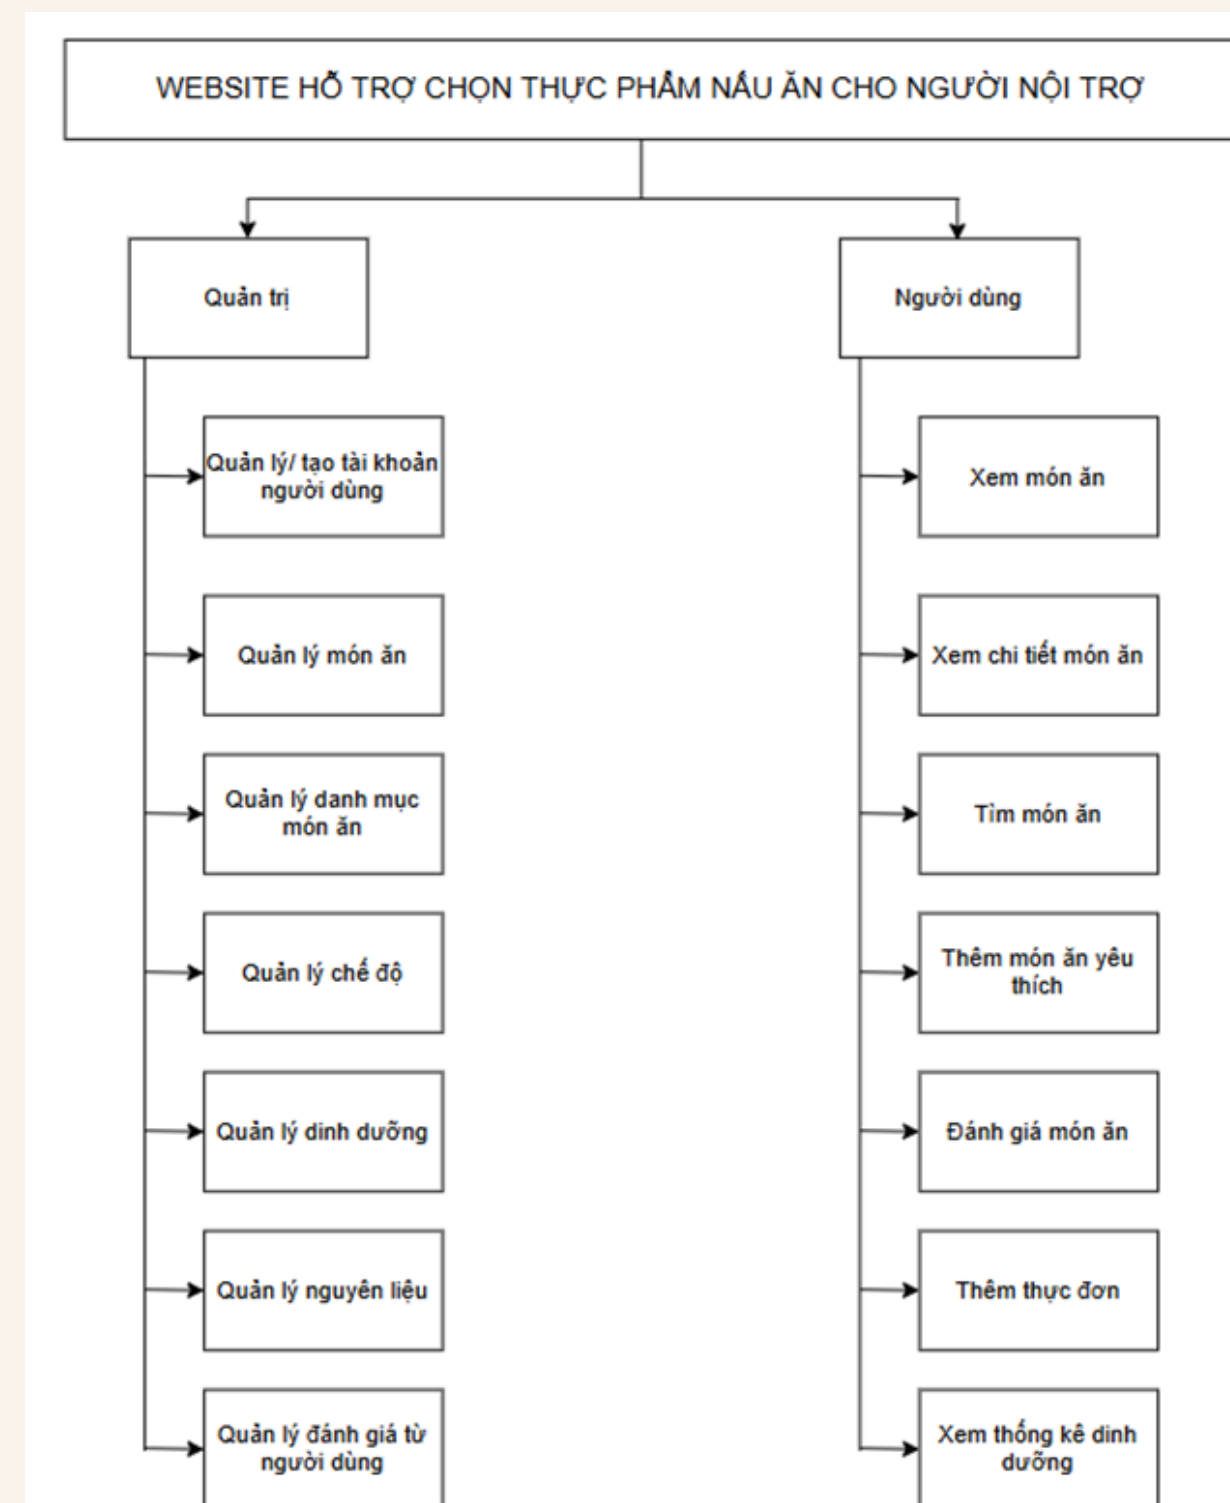 WEBSITE HỖ TRỢ CHỌN THỰC PHẨM NẤU ĂN CHO NGƯỜI NỘI TRỢ
Quản trị
Người dùng
Quản lý/ tạo tài khoản
người dùng
Quản lý món ăn
Quản lý danh mục
món ăn
Quản lý chế độ
Quản lý dinh dưỡng
Quản lý nguyên liệu
Quản lý đánh giá từ
người dùng
Xem món ăn
Xem chi tiết món ăn
Tìm món ăn
Thêm món ăn yêu
thích
Đánh giá món ăn
Thêm thực đơn
Xem thống kê dinh
dưỡng